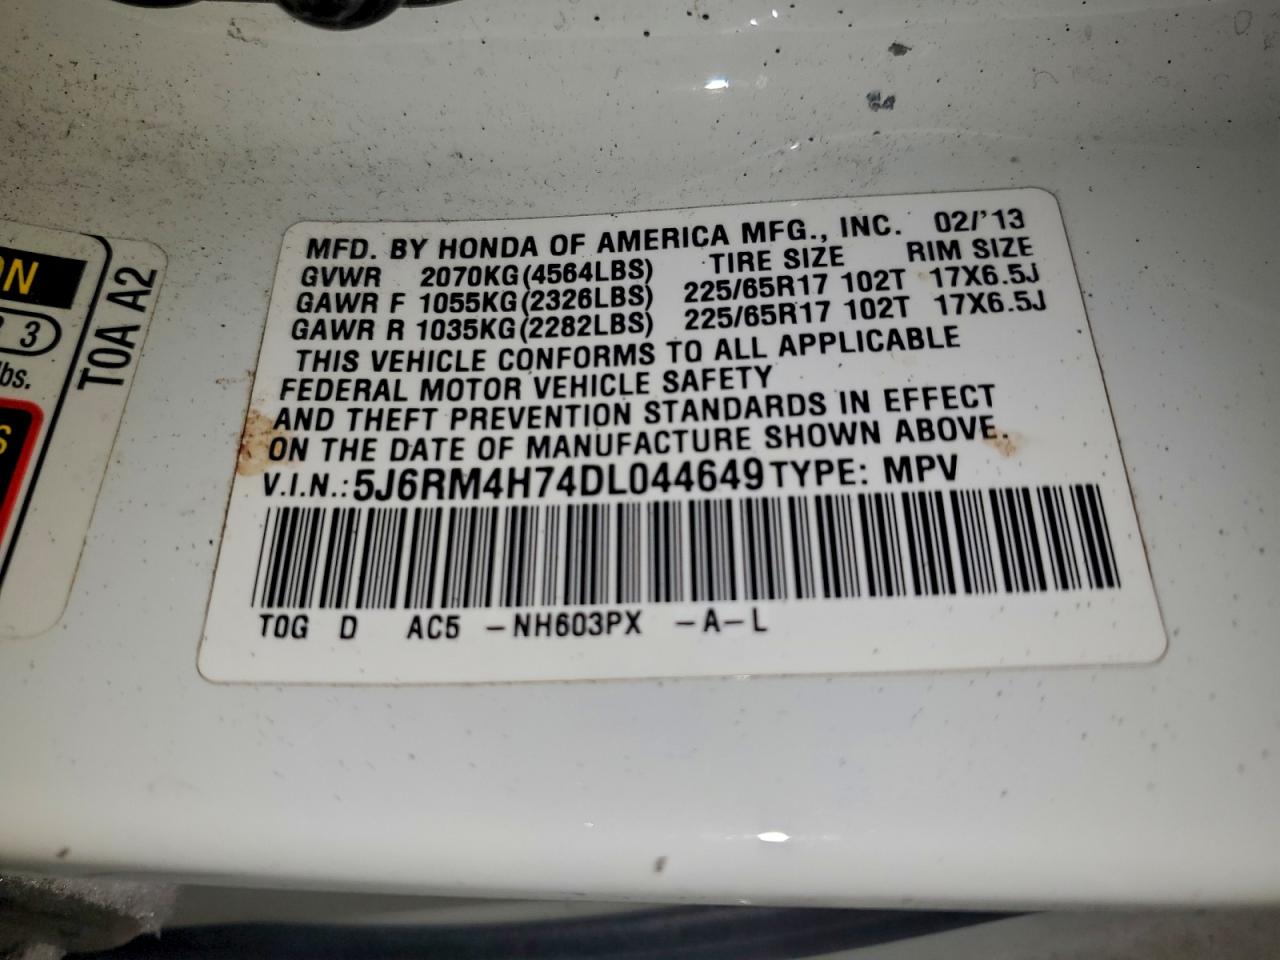 MFD. BY HONDA OF AMERICA MFG., INC. 02/'13
GVWR 2070KG(4564LBS) TIRE SIZE RIM SIZE
GAWR F 1055KG(2326LBS) 225/65R17 102T 17X6.5J
GAWR R 1035KG(2282LBS) 225/65R17 102T 17X6.5J
THIS VEHICLE CONFORMS TO ALL APPLICABLE
FEDERAL MOTOR VEHICLE SAFETY
AND THEFT PREVENTION STANDARDS IN EFFECT
ON THE DATE OF MANUFACTURE SHOWN ABOVE.
V.I.N.: 5J6RM4H74DL044649 TYPE: MPV
T0G D AC5 -NH603PX -A-L
T0A A2
ON
3
lbs.
S